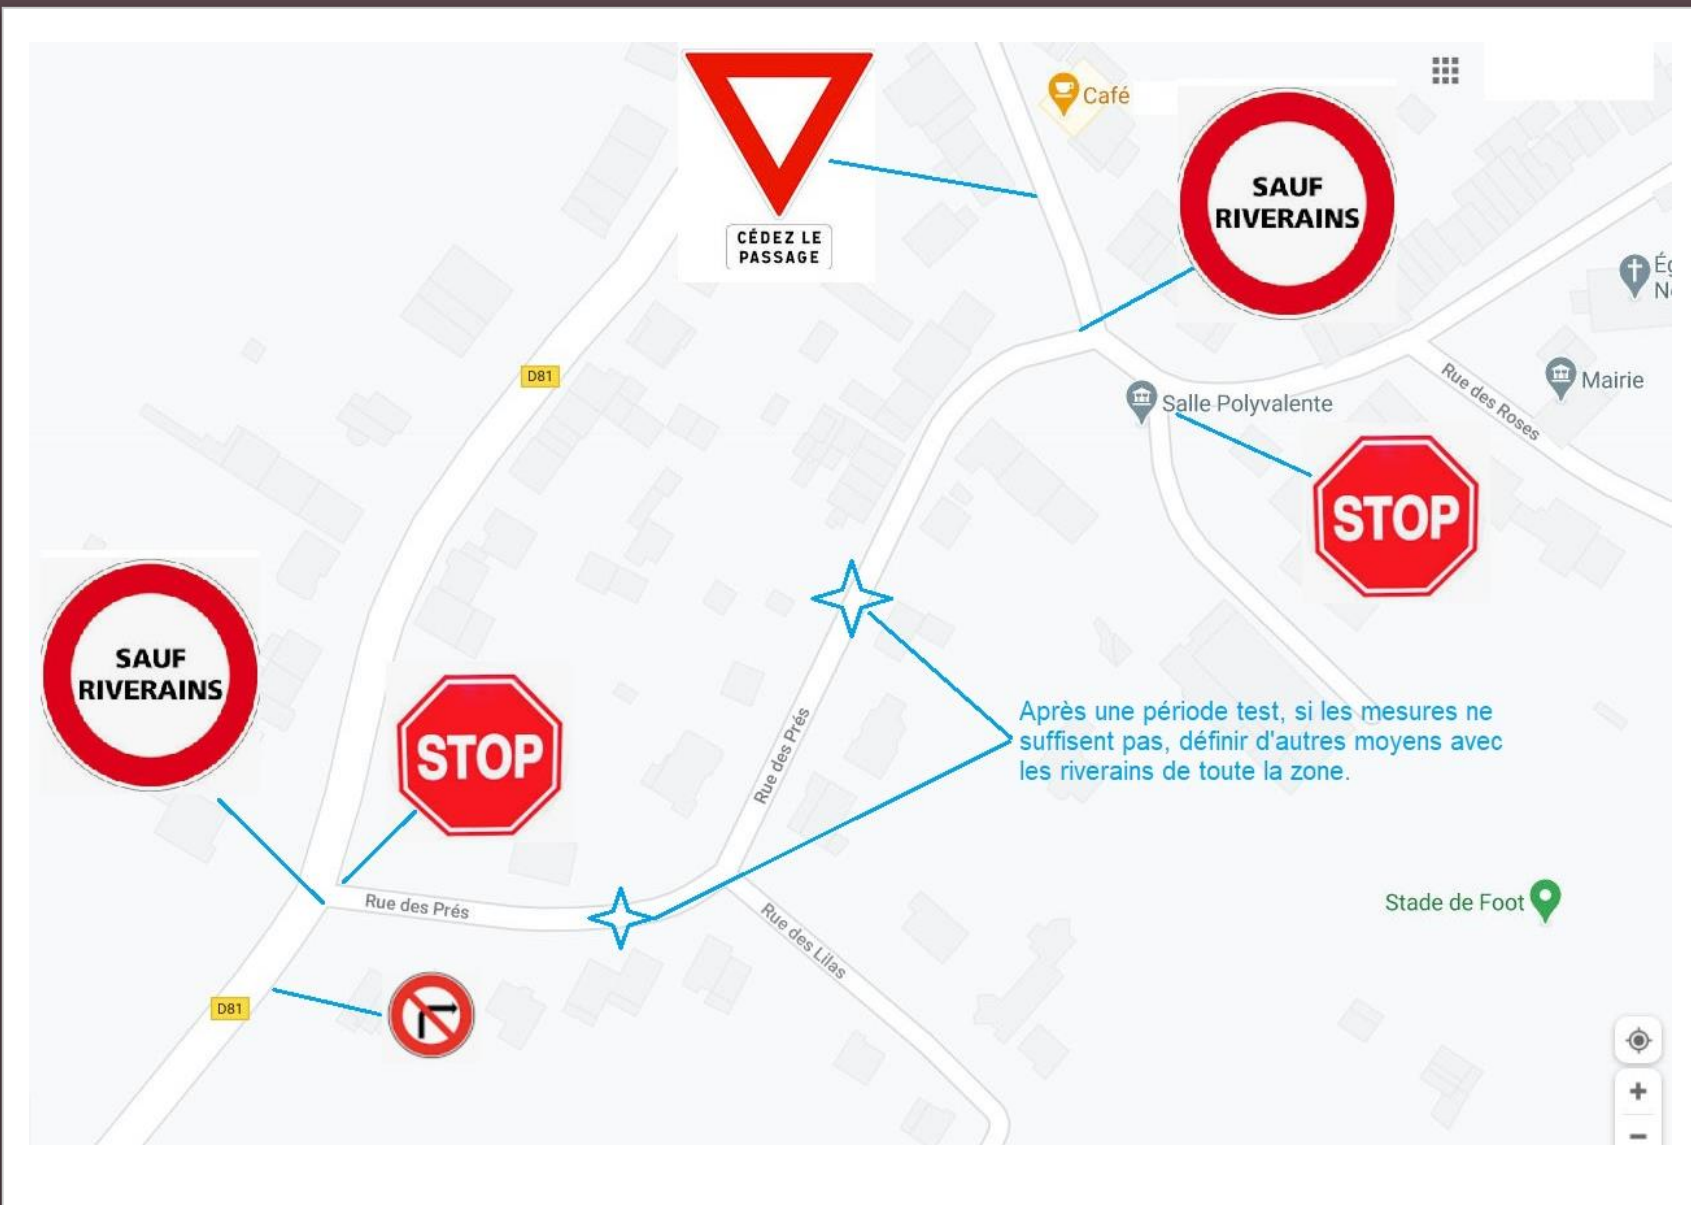 CÉDEZ LE
PASSAGE
Café
SAUF
RIVERAINS
Ég
N
D81
Mairie
Rue des Roses
Salle Polyvalente
STOP
SAUF
RIVERAINS
STOP
Rue des Prés
Après une période test, si les mesures ne
suffisent pas, définir d'autres moyens avec
les riverains de toute la zone.
Rue des Prés
Stade de Foot
Rue des Lilas
D81